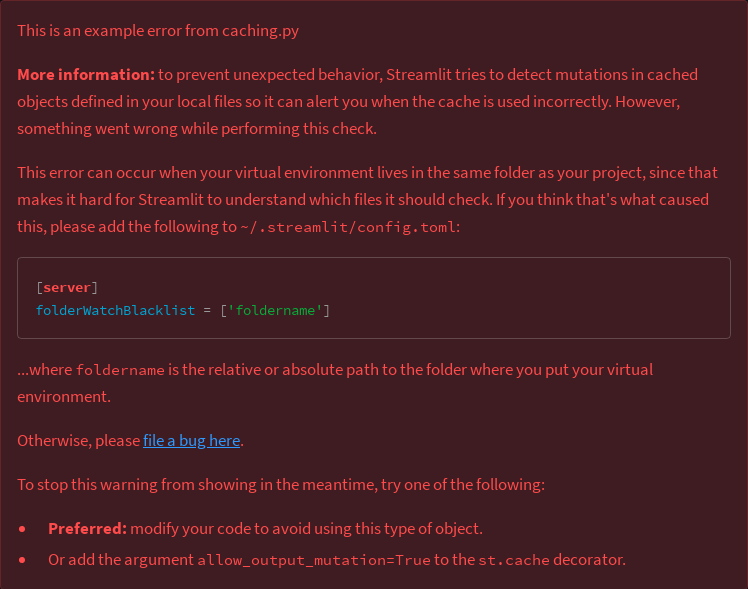 This is an example error from caching.py
More information: to prevent unexpected behavior, Streamlit tries to detect mutations in cached
objects defined in your local files so it can alert you when the cache is used incorrectly. However,
something went wrong while performing this check.
This error can occur when your virtual environment lives in the same folder as your project, since that
makes it hard for Streamlit to understand which files it should check. If you think that's what caused
this, please add the following to ~/.streamlit/config.toml:
[server]
folderWatchBlacklist = ['foldername']
...where foldername is the relative or absolute path to the folder where you put your virtual
environment.
Otherwise, please file a bug here.
To stop this warning from showing in the meantime, try one of the following:
• Preferred: modify your code to avoid using this type of object.
• Or add the argument allow_output_mutation=True to the st.cache decorator.